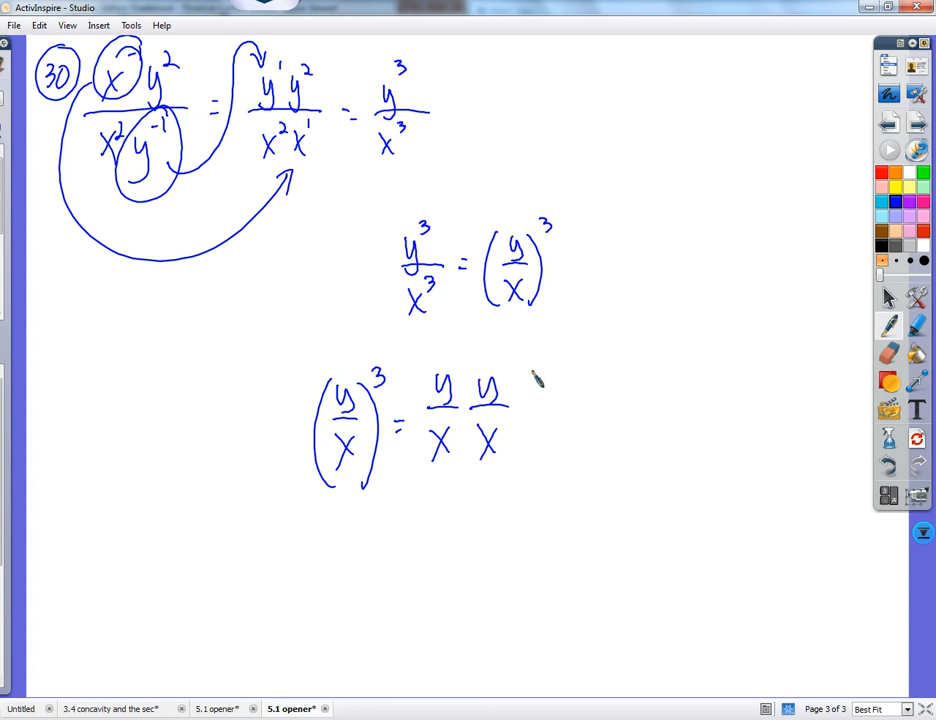 ActivInspire - Studio
File Edit View Insert Tools Help
30 x⁻¹y²/x²y⁻¹ = y¹y²/x²x¹ = y³/x³
y³/x³ = (y/x)³
(y/x)³ = y/x y/x
Page 3 of 3 Best Fit
Untitled 3.4 concavity and the sec* 5.1 opener* 5.1 opener*